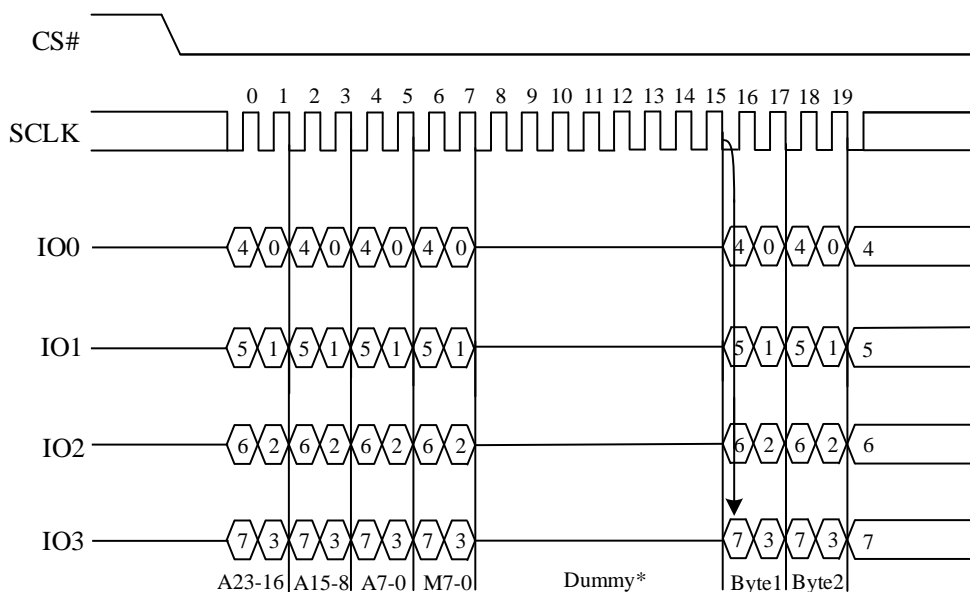 CS#
0 1 2 3 4 5 6 7 8 9 10 11 12 13 14 15 16 17 18 19
SCLK
IO0 4 0 4 0 4 0 4 0 4 0 4 0 4
IO1 5 1 5 1 5 1 5 1 5 1 5 1 5
IO2 6 2 6 2 6 2 6 2 6 2 6 2 6
IO3 7 3 7 3 7 3 7 3 7 3 7 3 7
A23-16 A15-8 A7-0 M7-0 Dummy* Byte1 Byte2